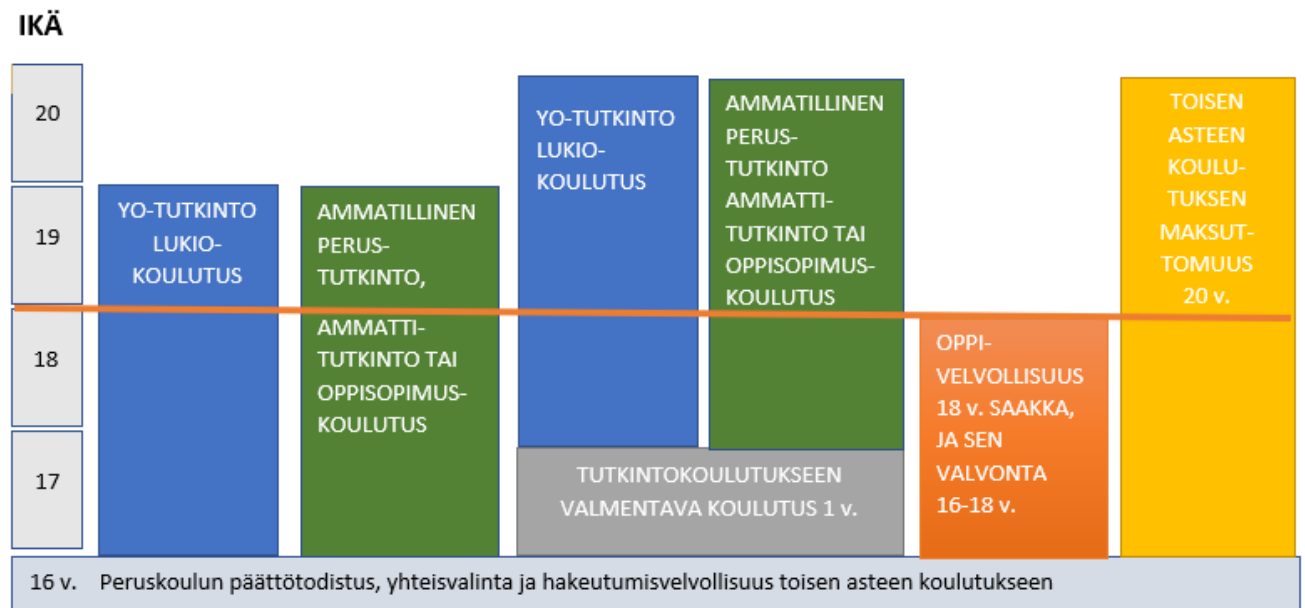 IKÄ
20
19
18
17
YO-TUTKINTO
LUKIO-
KOULUTUS
AMMATILLINEN
PERUS-
TUTKINTO,
AMMATTI-
TUTKINTO TAI
OPPISOPIMUS-
KOULUTUS
YO-TUTKINTO
LUKIO-
KOULUTUS
AMMATILLINEN
PERUS-
TUTKINTO
AMMATTI-
TUTKINTO TAI
OPPISOPIMUS-
KOULUTUS
TUTKINTOKOULUTUKSEEN
VALMENTAVA KOULUTUS 1 v.
OPPI-
VELVOLLISUUS
18 v. SAAKKA,
JA SEN
VALVONTA
16-18 v.
TOISEN
ASTEEN
KOULU-
TUKSEN
MAKSUT-
TOMUUS
20 v.
16 v. Peruskoulun päättötodistus, yhteisvalinta ja hakeutumisvelvollisuus toisen asteen koulutukseen